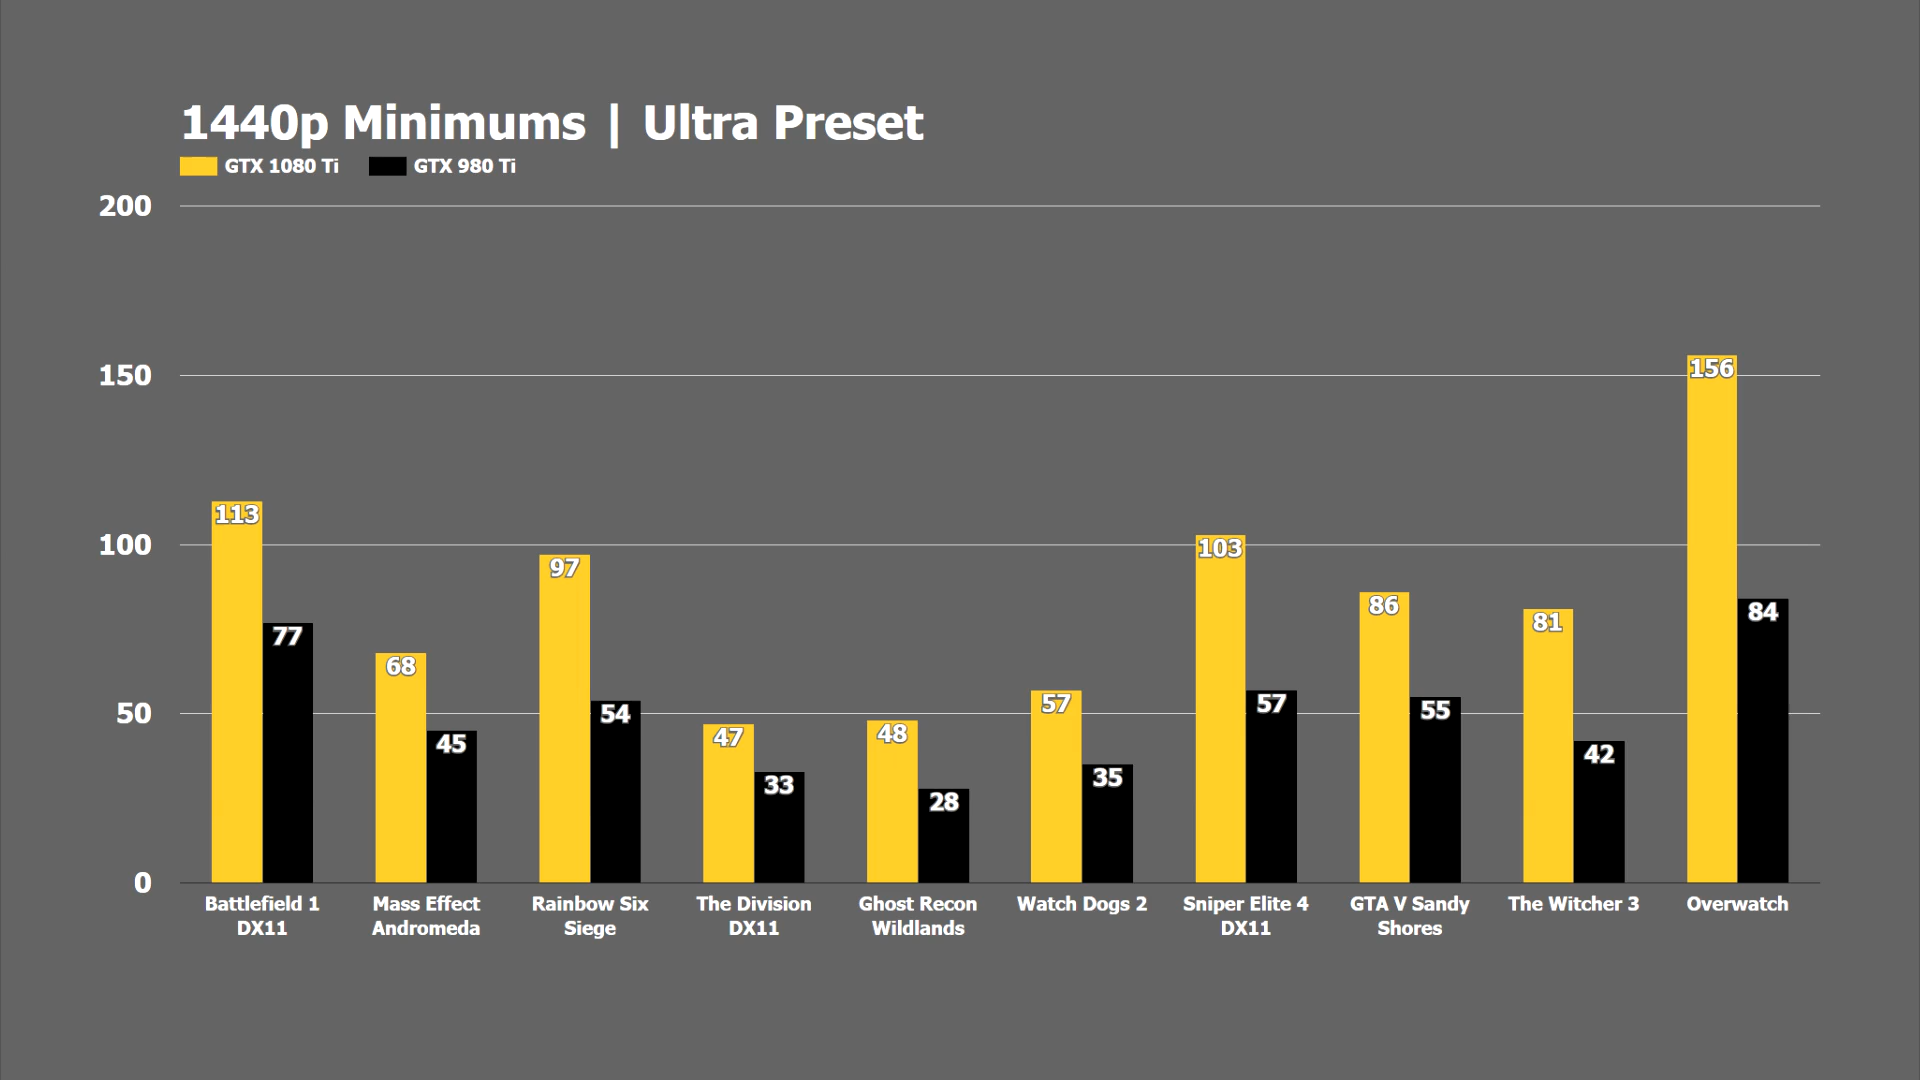 1440p Minimums | Ultra Preset
GTX 1080 Ti GTX 980 Ti
200
150
100
50
0
113
77
68
45
97
54
47
33
48
28
57
35
103
57
86
55
81
42
156
84
Battlefield 1
DX11
Mass Effect
Andromeda
Rainbow Six
Siege
The Division
DX11
Ghost Recon
Wildlands
Watch Dogs 2
Sniper Elite 4
DX11
GTA V Sandy
Shores
The Witcher 3
Overwatch